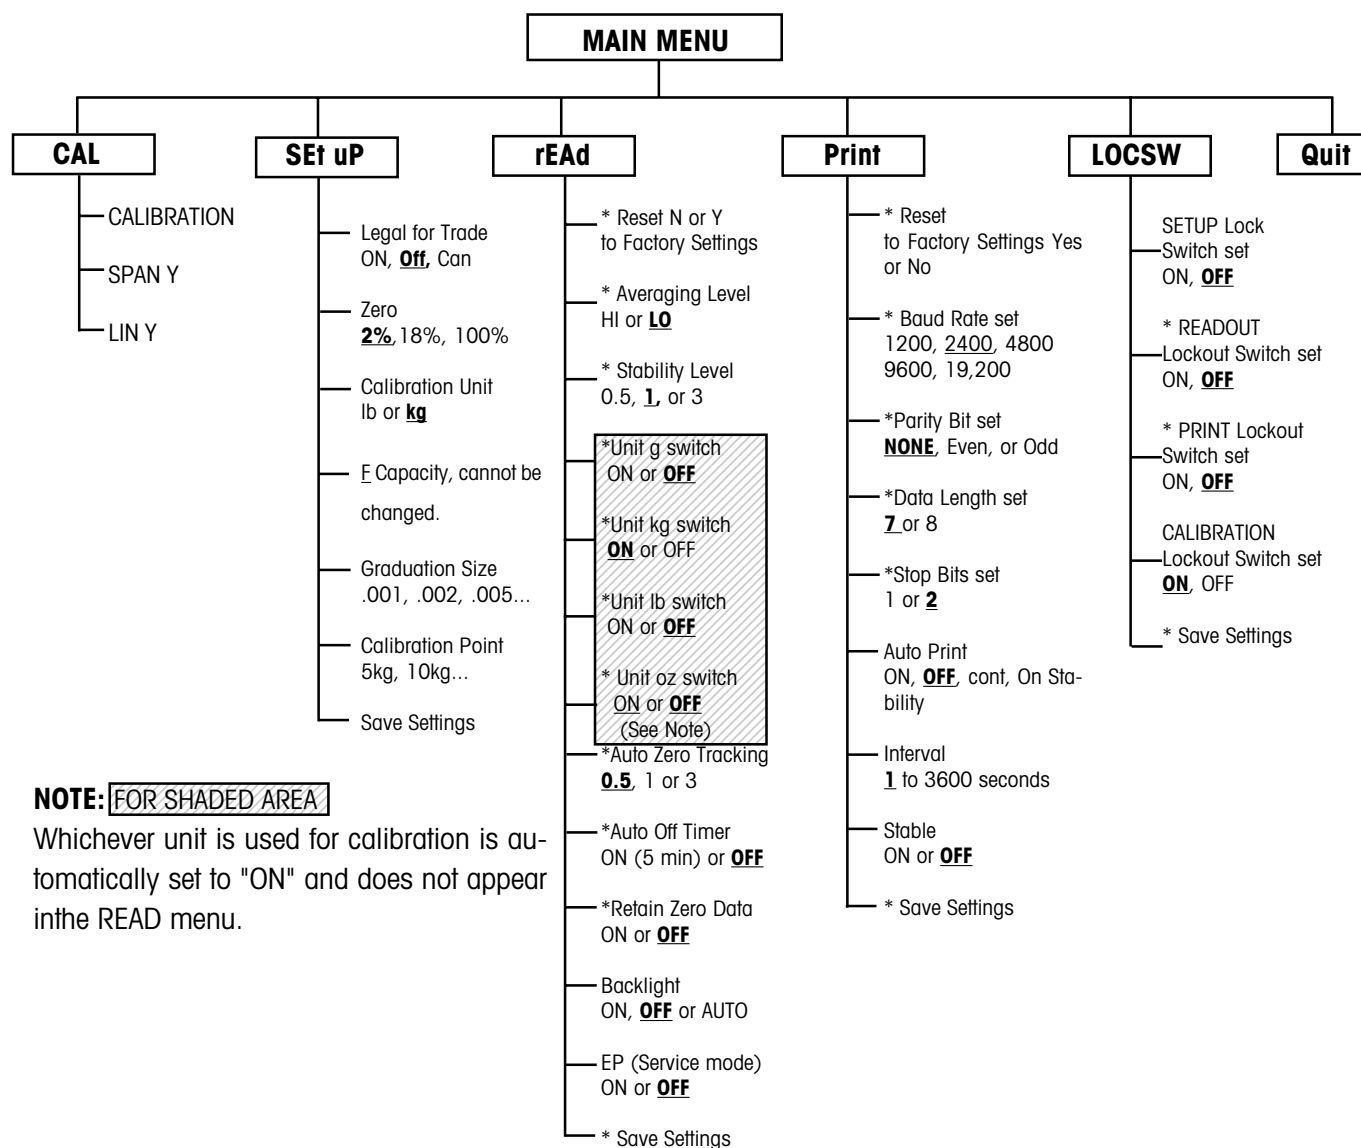 MAIN MENU
CAL
SEt uP
rEAd
Print
LOCSW
Quit
CALIBRATION
SPAN Y
LIN Y
Legal for Trade
ON, Off, Can
Zero
2%,18%, 100%
Calibration Unit
lb or kg
F Capacity, cannot be
changed.
Graduation Size
.001, .002, .005...
Calibration Point
5kg, 10kg...
Save Settings
* Reset N or Y
to Factory Settings
* Averaging Level
HI or LO
* Stability Level
0.5, 1, or 3
*Unit g switch
ON or OFF
*Unit kg switch
ON or OFF
*Unit lb switch
ON or OFF
* Unit oz switch
ON or OFF
(See Note)
*Auto Zero Tracking
0.5, 1 or 3
*Auto Off Timer
ON (5 min) or OFF
*Retain Zero Data
ON or OFF
Backlight
ON, OFF or AUTO
EP (Service mode)
ON or OFF
* Save Settings
* Reset
to Factory Settings Yes
or No
* Baud Rate set
1200, 2400, 4800
9600, 19,200
*Parity Bit set
NONE, Even, or Odd
*Data Length set
7 or 8
*Stop Bits set
1 or 2
Auto Print
ON, OFF, cont, On Sta-
bility
Interval
1 to 3600 seconds
Stable
ON or OFF
* Save Settings
SETUP Lock
Switch set
ON, OFF
* READOUT
Lockout Switch set
ON, OFF
* PRINT Lockout
Switch set
ON, OFF
CALIBRATION
Lockout Switch set
ON, OFF
* Save Settings
NOTE: FOR SHADED AREA
Whichever unit is used for calibration is au-
tomatically set to "ON" and does not appear
inthe READ menu.